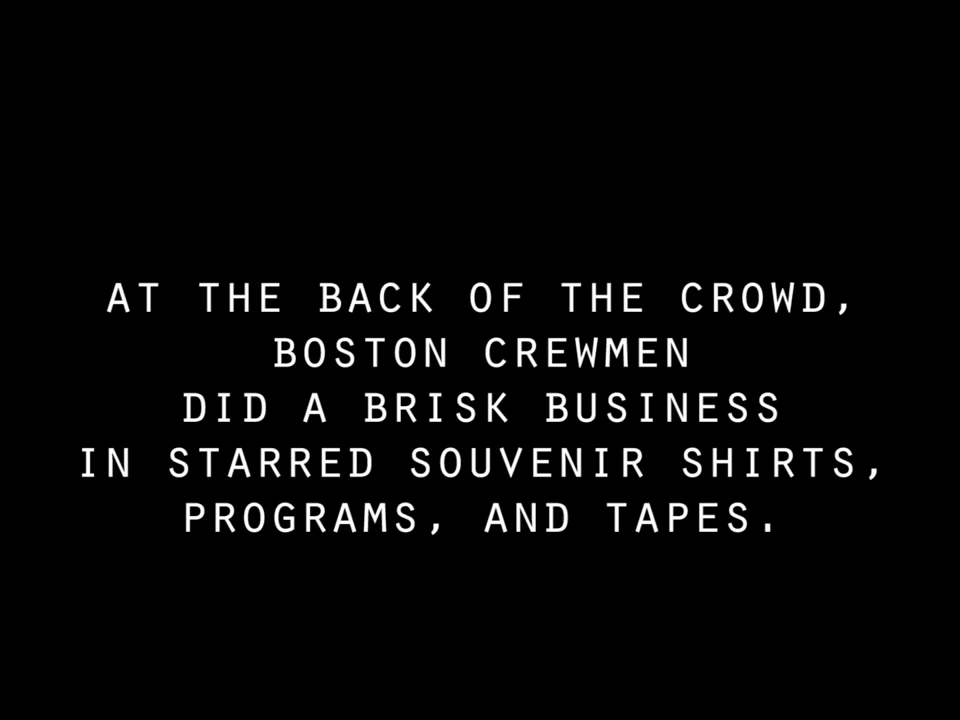 AT THE BACK OF THE CROWD,
BOSTON CREWMEN
DID A BRISK BUSINESS
IN STARRED SOUVENIR SHIRTS,
PROGRAMS, AND TAPES.